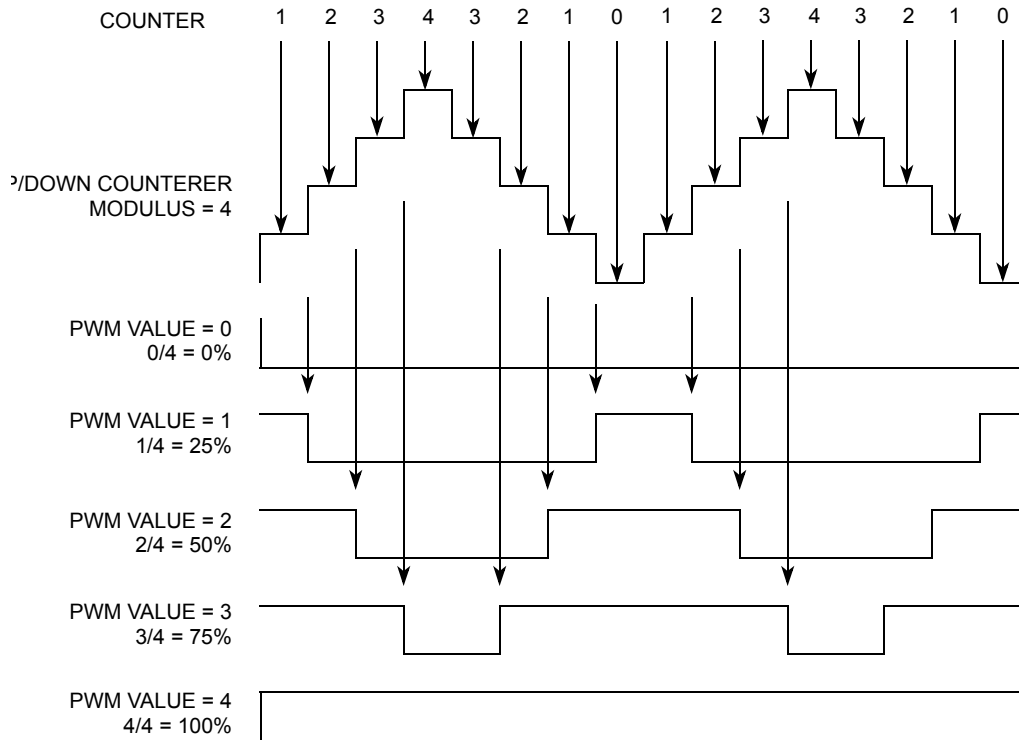 COUNTER 1 2 3 4 3 2 1 0 1 2 3 4 3 2 1 0
P/DOWN COUNTERER
MODULUS = 4
PWM VALUE = 0
0/4 = 0%
PWM VALUE = 1
1/4 = 25%
PWM VALUE = 2
2/4 = 50%
PWM VALUE = 3
3/4 = 75%
PWM VALUE = 4
4/4 = 100%